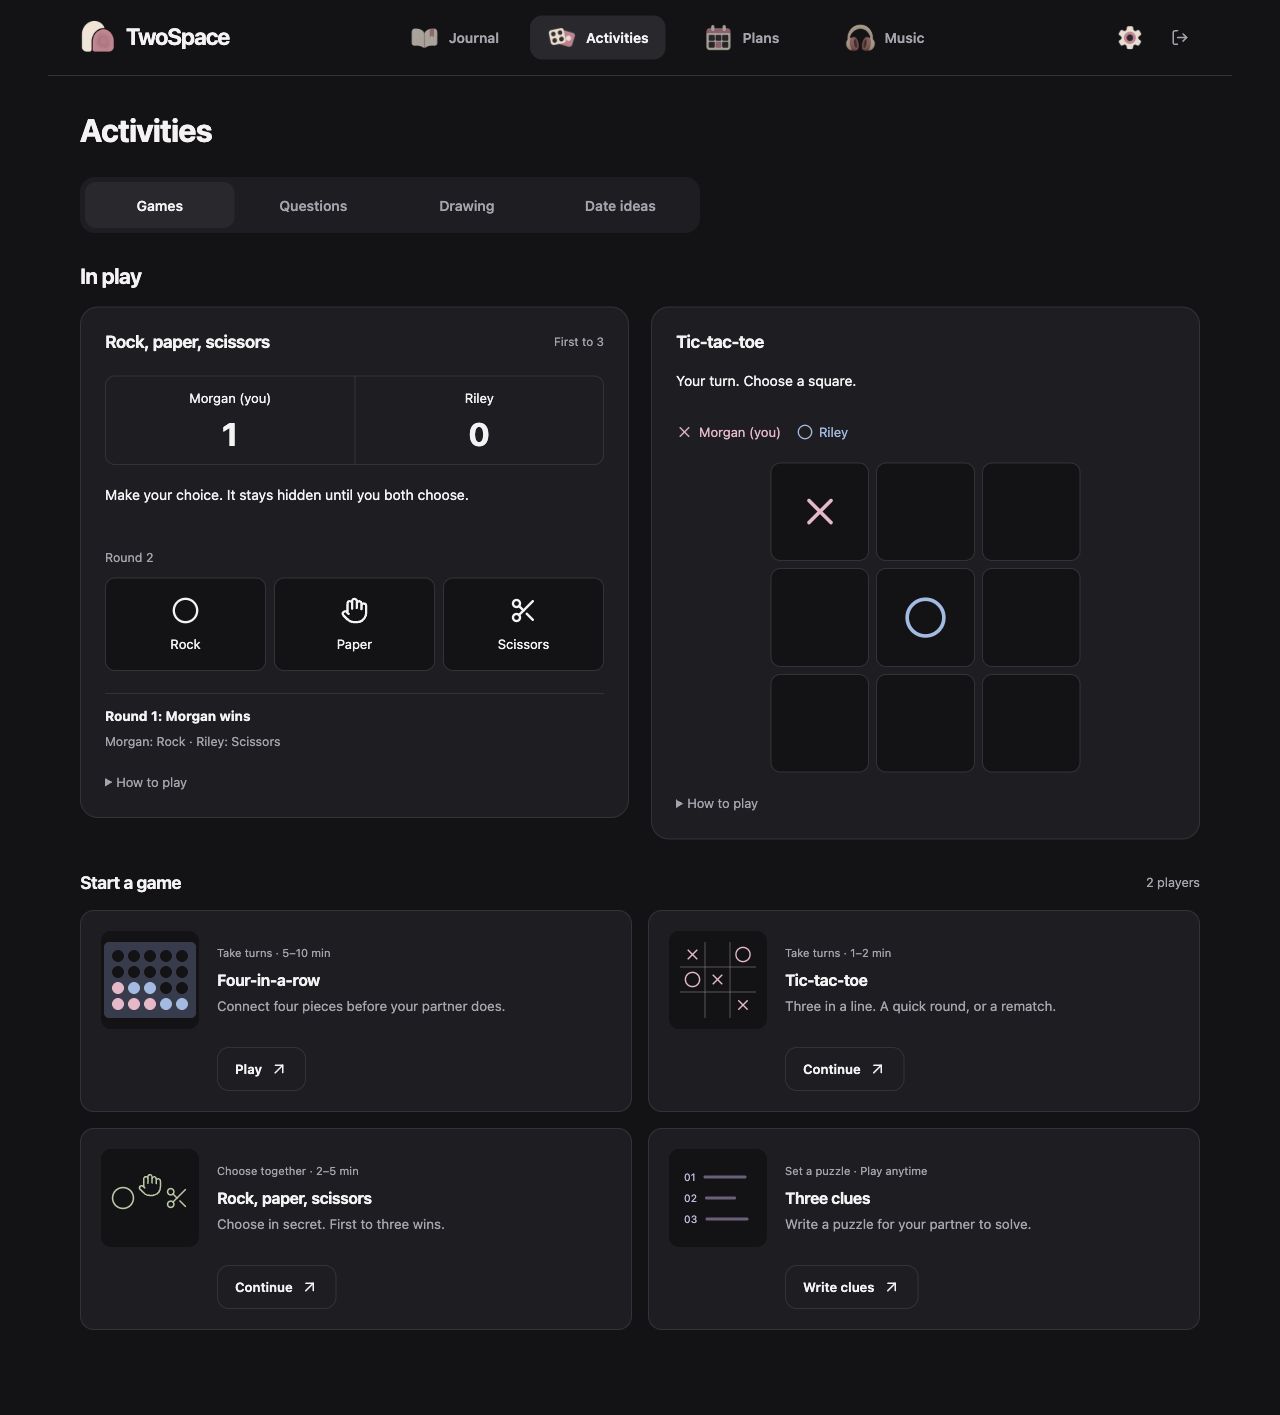 TwoSpace
Journal
Activities
Plans
Music
Activities
Games
Questions
Drawing
Date ideas
In play
Rock, paper, scissors
First to 3
Morgan (you)
1
Riley
0
Make your choice. It stays hidden until you both choose.
Round 2
Rock
Paper
Scissors
Round 1: Morgan wins
Morgan: Rock · Riley: Scissors
How to play
Tic-tac-toe
Your turn. Choose a square.
Morgan (you)
Riley
How to play
Start a game
2 players
Take turns · 5–10 min
Four-in-a-row
Connect four pieces before your partner does.
Play
Take turns · 1–2 min
Tic-tac-toe
Three in a line. A quick round, or a rematch.
Continue
Choose together · 2–5 min
Rock, paper, scissors
Choose in secret. First to three wins.
Continue
01
02
03
Set a puzzle · Play anytime
Three clues
Write a puzzle for your partner to solve.
Write clues